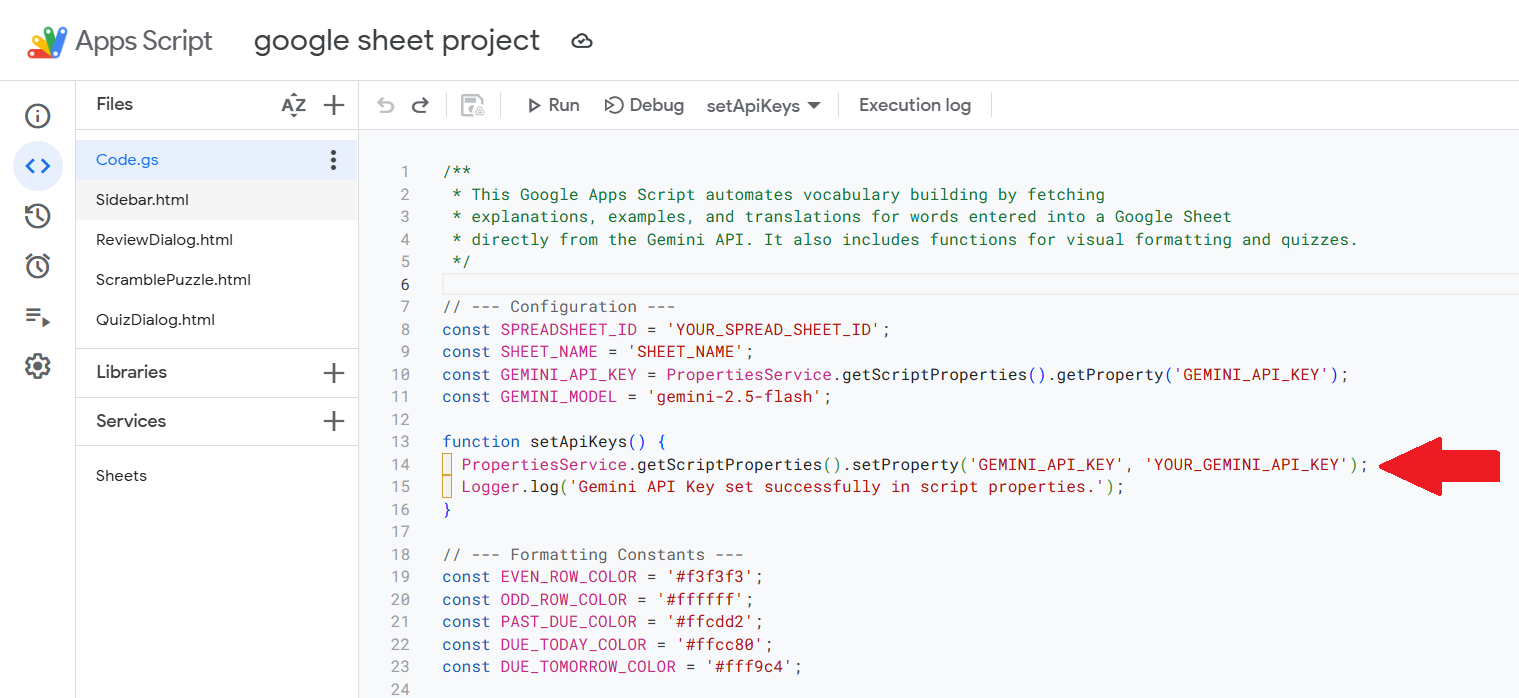 Apps Script google sheet project
Files AZ
Run Debug setApiKeys Execution log
Code.gs
Sidebar.html
ReviewDialog.html
ScramblePuzzle.html
QuizDialog.html
Libraries
Services
Sheets
1 /**
2 * This Google Apps Script automates vocabulary building by fetching
3 * explanations, examples, and translations for words entered into a Google Sheet
4 * directly from the Gemini API. It also includes functions for visual formatting and quizzes.
5 */
6
7 // --- Configuration ---
8 const SPREADSHEET_ID = 'YOUR_SPREAD_SHEET_ID';
9 const SHEET_NAME = 'SHEET_NAME';
10 const GEMINI_API_KEY = PropertiesService.getScriptProperties().getProperty('GEMINI_API_KEY');
11 const GEMINI_MODEL = 'gemini-2.5-flash';
12
13 function setApiKeys() {
14 PropertiesService.getScriptProperties().setProperty('GEMINI_API_KEY', 'YOUR_GEMINI_API_KEY');
15 Logger.log('Gemini API Key set successfully in script properties.');
16 }
17
18 // --- Formatting Constants ---
19 const EVEN_ROW_COLOR = '#f3f3f3';
20 const ODD_ROW_COLOR = '#ffffff';
21 const PAST_DUE_COLOR = '#ffcdd2';
22 const DUE_TODAY_COLOR = '#ffcc80';
23 const DUE_TOMORROW_COLOR = '#fff9c4';
24